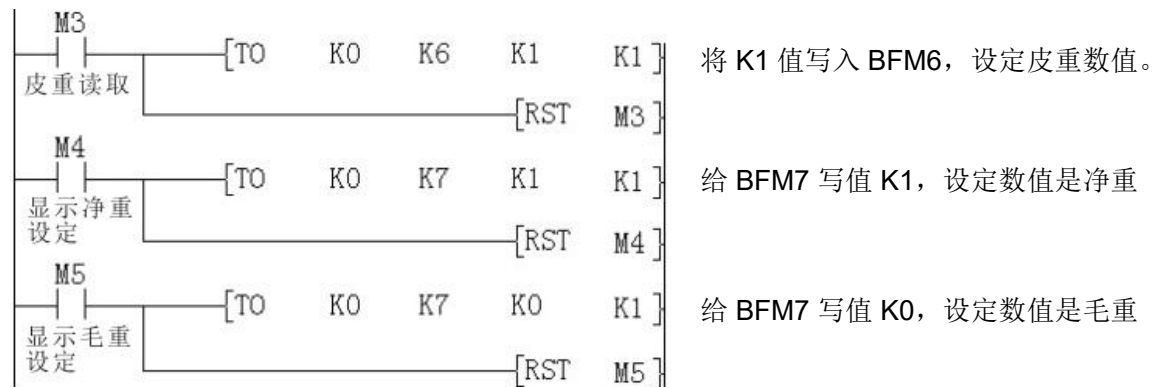 M3
[TO K0 K6 K1 K1] 将 K1 值写入 BFM6，设定皮重数值。
皮重读取
[RST M3]
M4
[TO K0 K7 K1 K1] 给 BFM7 写值 K1，设定数值是净重
显示净重
设定
[RST M4]
M5
[TO K0 K7 K0 K1] 给 BFM7 写值 K0，设定数值是毛重
显示毛重
设定
[RST M5]